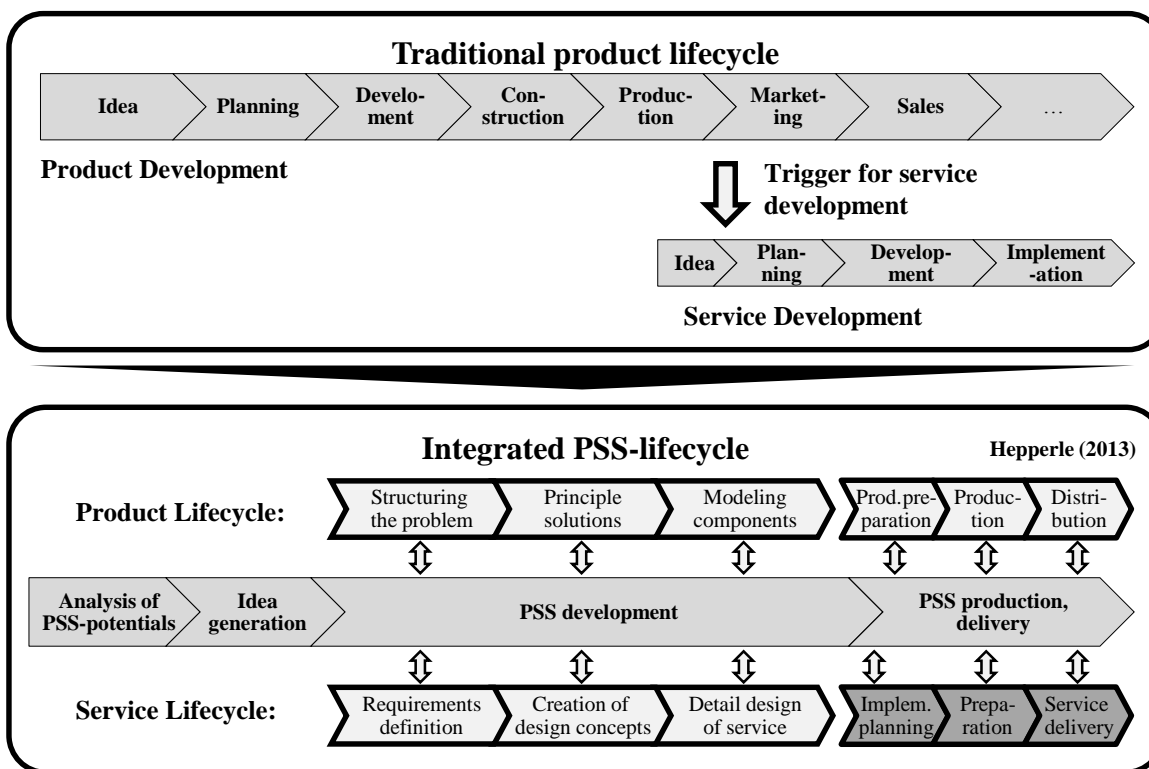 Traditional product lifecycle
Idea
Planning
Develo-
ment
Con-
struction
Produc-
tion
Market-
ing
Sales
…
Product Development
Trigger for service
development
Idea
Plan-
ning
Develop-
ment
Implement
-ation
Service Development
Integrated PSS-lifecycle
Hepperle (2013)
Product Lifecycle:
Structuring
the problem
Principle
solutions
Modeling
components
Prod.pre-
paration
Produc-
tion
Distri-
bution
Analysis of
PSS-potentials
Idea
generation
PSS development
PSS production,
delivery
Service Lifecycle:
Requirements
definition
Creation of
design concepts
Detail design
of service
Implem.
planning
Prepa-
ration
Service
delivery